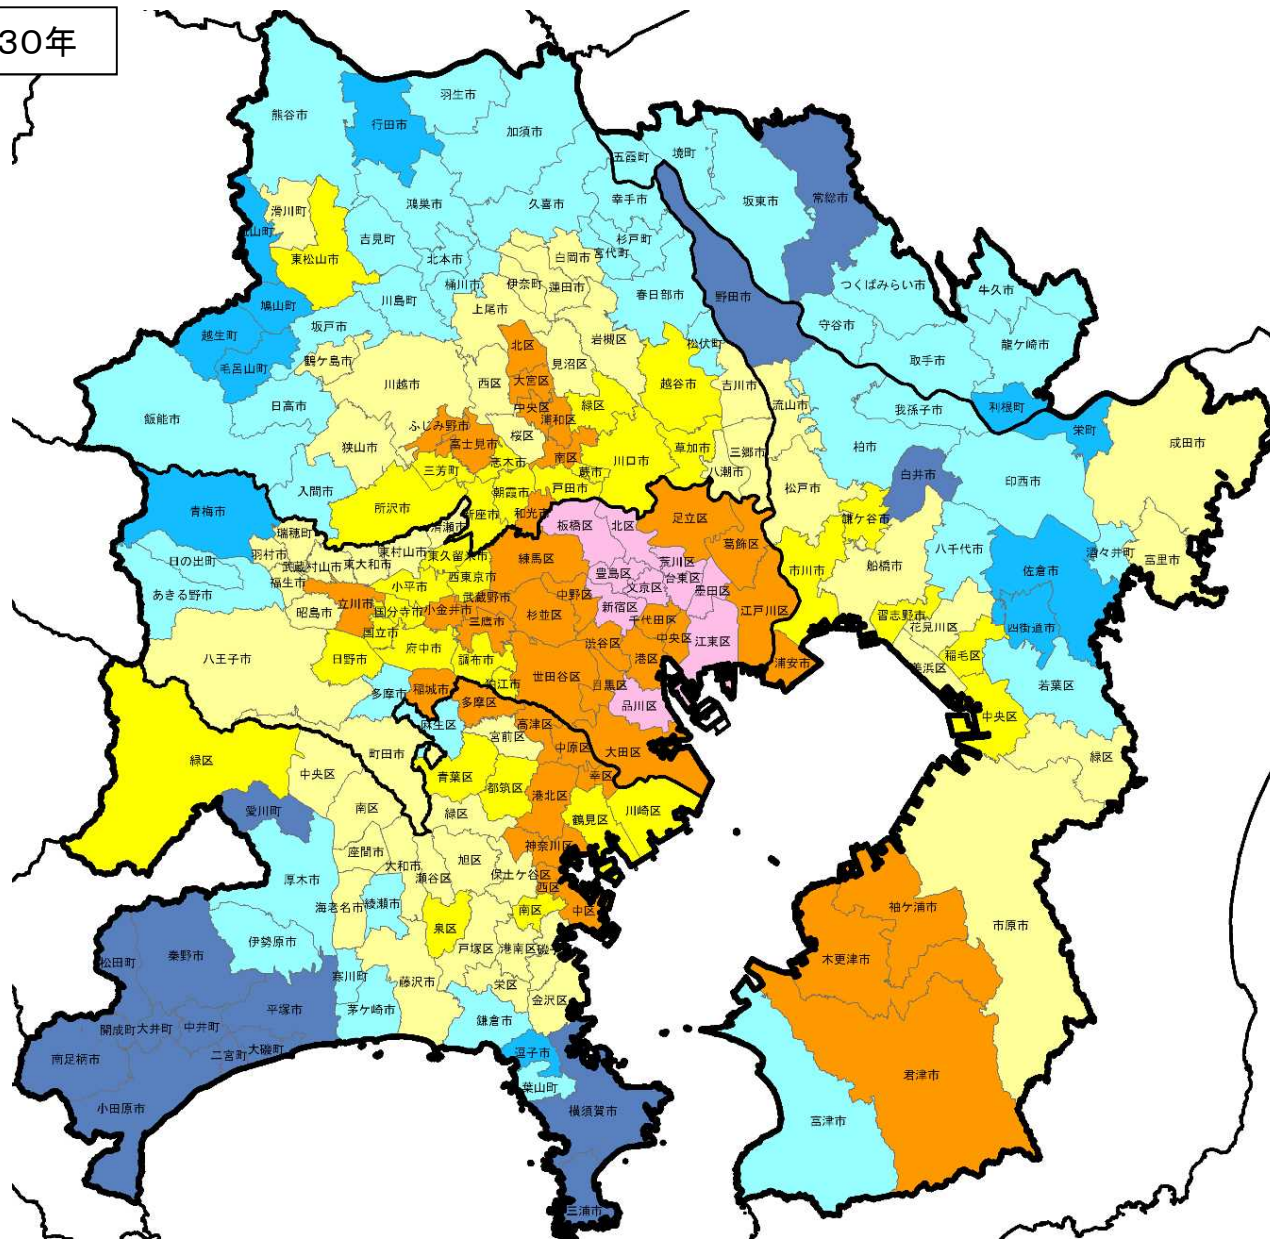 30年
羽生市
熊谷市
行田市
加須市
五霞町
境町
坂東市
常総市
滑川町
鴻巣市
久喜市
幸手市
吉見町
杉戸町
宮代町
東松山市
北本市
白岡市
桶川市
伊奈町
蓮田市
春日部市
野田市
つくばみらい市
牛久市
鳩山町
川島町
上尾市
守谷市
龍ケ崎市
越生町
坂戸市
岩槻区
松伏町
取手市
鶴ケ島市
北区
見沼区
毛呂山町
川越市
西区
大宮区
越谷市
吉川市
日高市
中央区
緑区
流山市
我孫子市
利根町
飯能市
ふじみ野市
浦和区
栄町
狭山市
富士見市
桜区
草加市
柏市
成田市
三芳町
志木市
南区
川口市
三郷市
八潮市
白井市
印西市
入間市
蕨市
戸田市
松戸市
所沢市
朝霞市
新座市
和光市
青梅市
板橋区
北区
足立区
鎌ケ谷市
瑞穂町
清瀬市
葛飾区
八千代市
酒々井町
日の出町
羽村市
東村山市
東久留米市
練馬区
荒川区
船橋市
富里市
武蔵村山市
東大和市
豊島区
台東区
市川市
佐倉市
福生市
西東京市
文京区
墨田区
あきる野市
小平市
武蔵野市
中野区
新宿区
江戸川区
昭島市
立川市
国分寺市
小金井市
三鷹市
杉並区
千代田区
習志野市
花見川区
四街道市
国立市
渋谷区
中央区
江東区
府中市
調布市
港区
稲毛区
八王子市
日野市
浦安市
美浜区
狛江市
世田谷区
目黒区
若葉区
多摩市
稲城市
多摩区
品川区
中央区
麻生区
高津区
宮前区
町田市
中原区
大田区
緑区
緑区
中央区
青葉区
都筑区
幸区
港北区
愛川町
南区
緑区
鶴見区
川崎区
座間市
大和市
旭区
神奈川区
瀬谷区
保土ケ谷区
厚木市
西区
海老名市
綾瀬市
南区
中区
袖ケ浦市
泉区
市原市
伊勢原市
戸塚区
港南区
秦野市
木更津市
松田町
寒川町
藤沢市
栄区
平塚市
茅ケ崎市
金沢区
鎌倉市
開成町
大井町
中井町
二宮町
大磯町
逗子市
南足柄市
君津市
葉山町
小田原市
横須賀市
富津市
三浦市